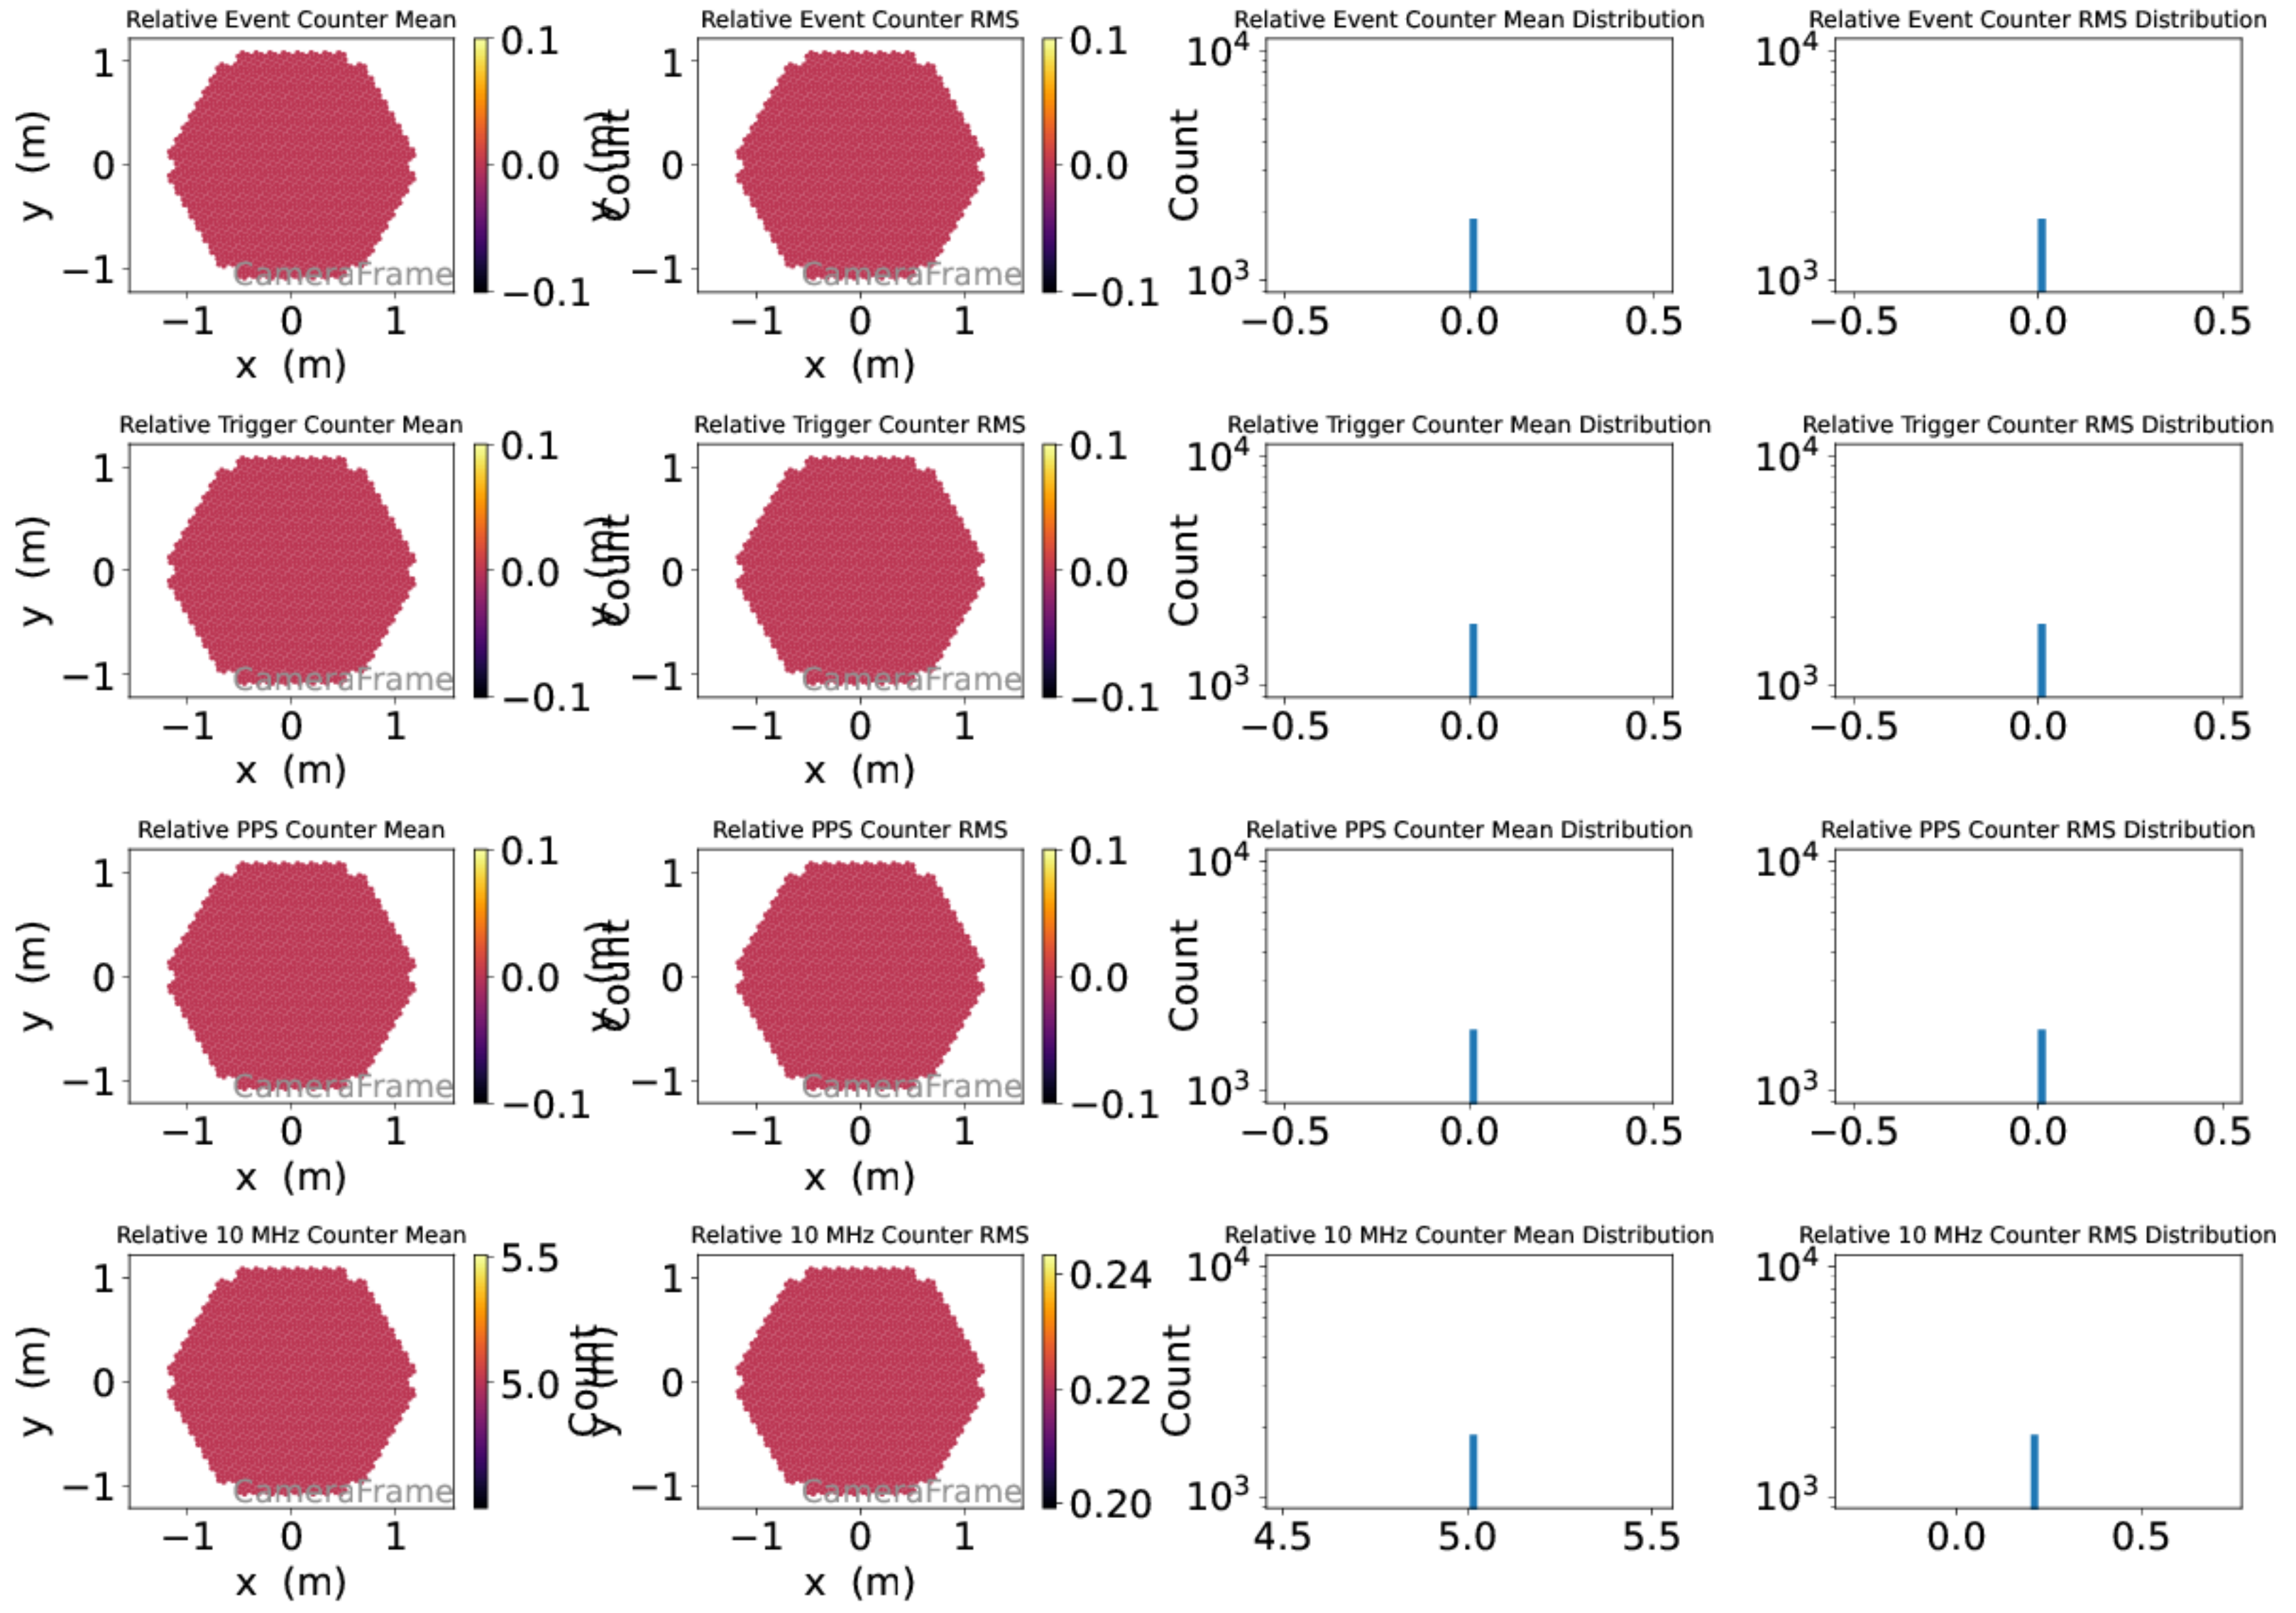 Relative Event Counter Mean
Relative Event Counter RMS
Relative Event Counter Mean Distribution
Relative Event Counter RMS Distribution
1
0
−1
y (m)
CameraFrame
−1 0 1
x (m)
0.1
0.0
−0.1
Count
1
0
−1
y (m)
CameraFrame
−1 0 1
x (m)
0.1
0.0
−0.1
Count
10⁴
10³
−0.5 0.0 0.5
10⁴
10³
−0.5 0.0 0.5
Relative Trigger Counter Mean
Relative Trigger Counter RMS
Relative Trigger Counter Mean Distribution
Relative Trigger Counter RMS Distribution
1
0
−1
y (m)
CameraFrame
−1 0 1
x (m)
0.1
0.0
−0.1
Count
1
0
−1
y (m)
CameraFrame
−1 0 1
x (m)
0.1
0.0
−0.1
Count
10⁴
10³
−0.5 0.0 0.5
10⁴
10³
−0.5 0.0 0.5
Relative PPS Counter Mean
Relative PPS Counter RMS
Relative PPS Counter Mean Distribution
Relative PPS Counter RMS Distribution
1
0
−1
y (m)
CameraFrame
−1 0 1
x (m)
0.1
0.0
−0.1
Count
1
0
−1
y (m)
CameraFrame
−1 0 1
x (m)
0.1
0.0
−0.1
Count
10⁴
10³
−0.5 0.0 0.5
10⁴
10³
−0.5 0.0 0.5
Relative 10 MHz Counter Mean
Relative 10 MHz Counter RMS
Relative 10 MHz Counter Mean Distribution
Relative 10 MHz Counter RMS Distribution
1
0
−1
y (m)
CameraFrame
−1 0 1
x (m)
5.5
5.0
Count
1
0
−1
y (m)
CameraFrame
−1 0 1
x (m)
0.24
0.22
0.20
Count
10⁴
10³
4.5 5.0 5.5
10⁴
10³
0.0 0.5